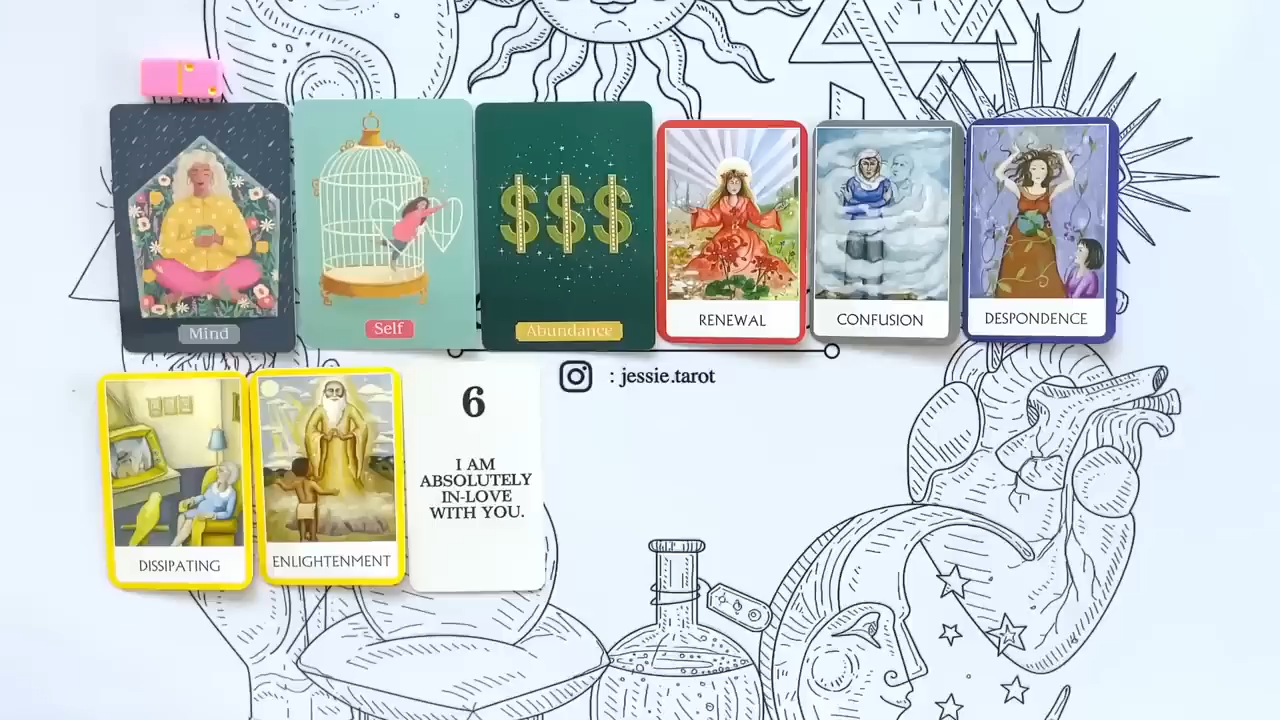 Mind
Self
$$$
Abundance
RENEWAL
CONFUSION
DESPONDENCE
: jessie.tarot
DISSIPATING
ENLIGHTENMENT
6
I AM
ABSOLUTELY
IN-LOVE
WITH YOU.